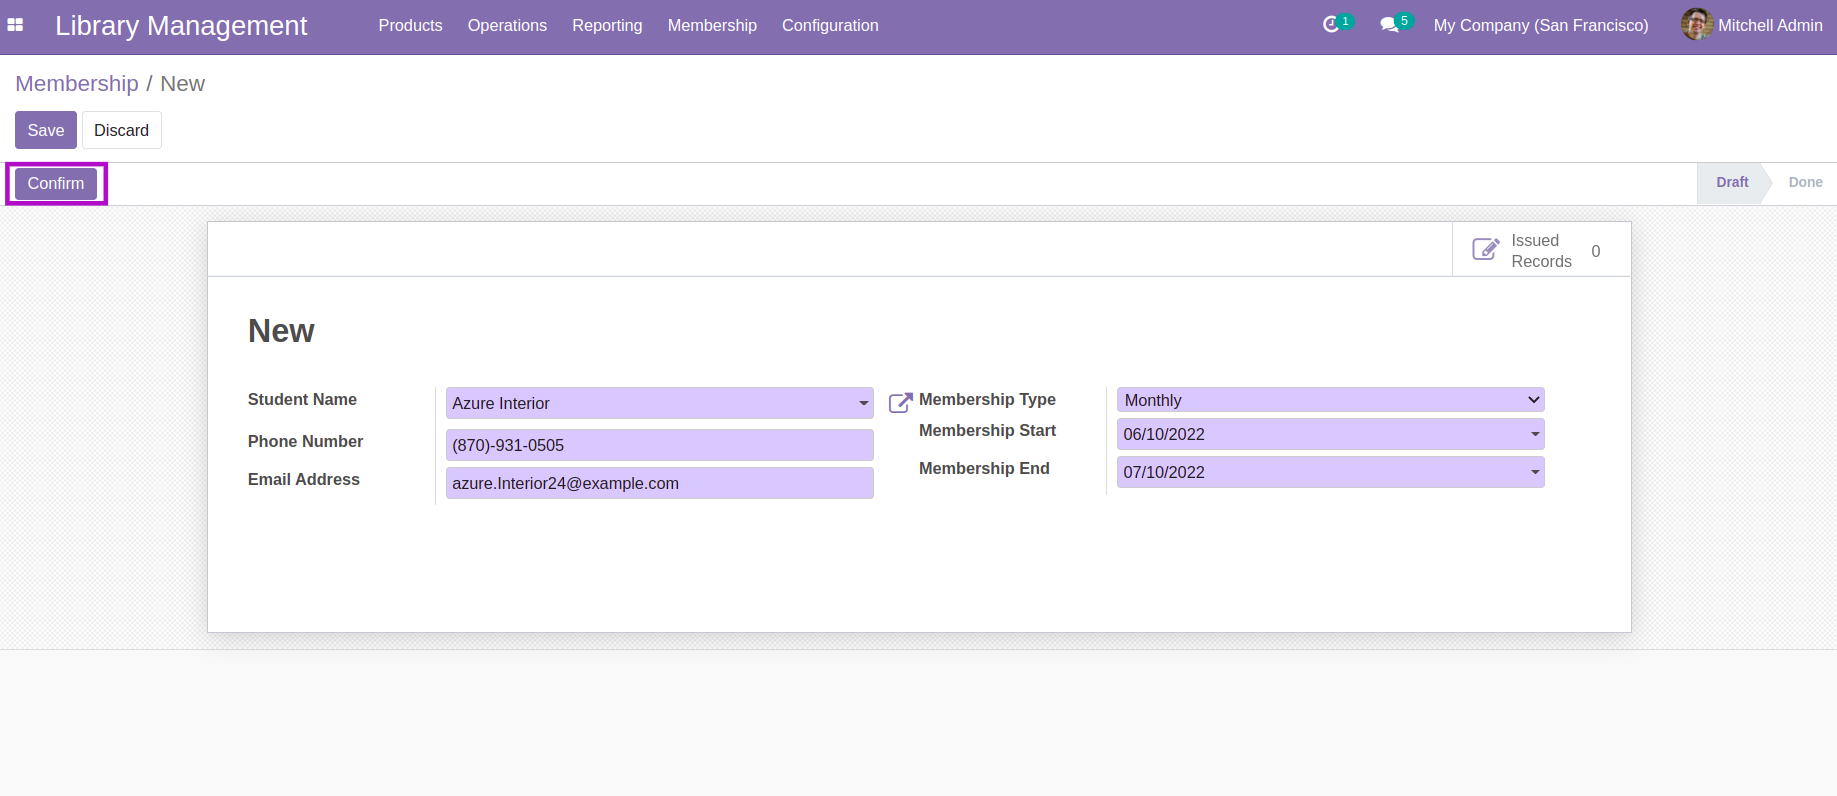 Library Management
Products Operations Reporting Membership Configuration
1 5 My Company (San Francisco) Mitchell Admin
Membership / New
Save Discard
Confirm
Draft Done
Issued
Records 0
New
Student Name Azure Interior
Phone Number (870)-931-0505
Email Address azure.Interior24@example.com
Membership Type Monthly
Membership Start 06/10/2022
Membership End 07/10/2022